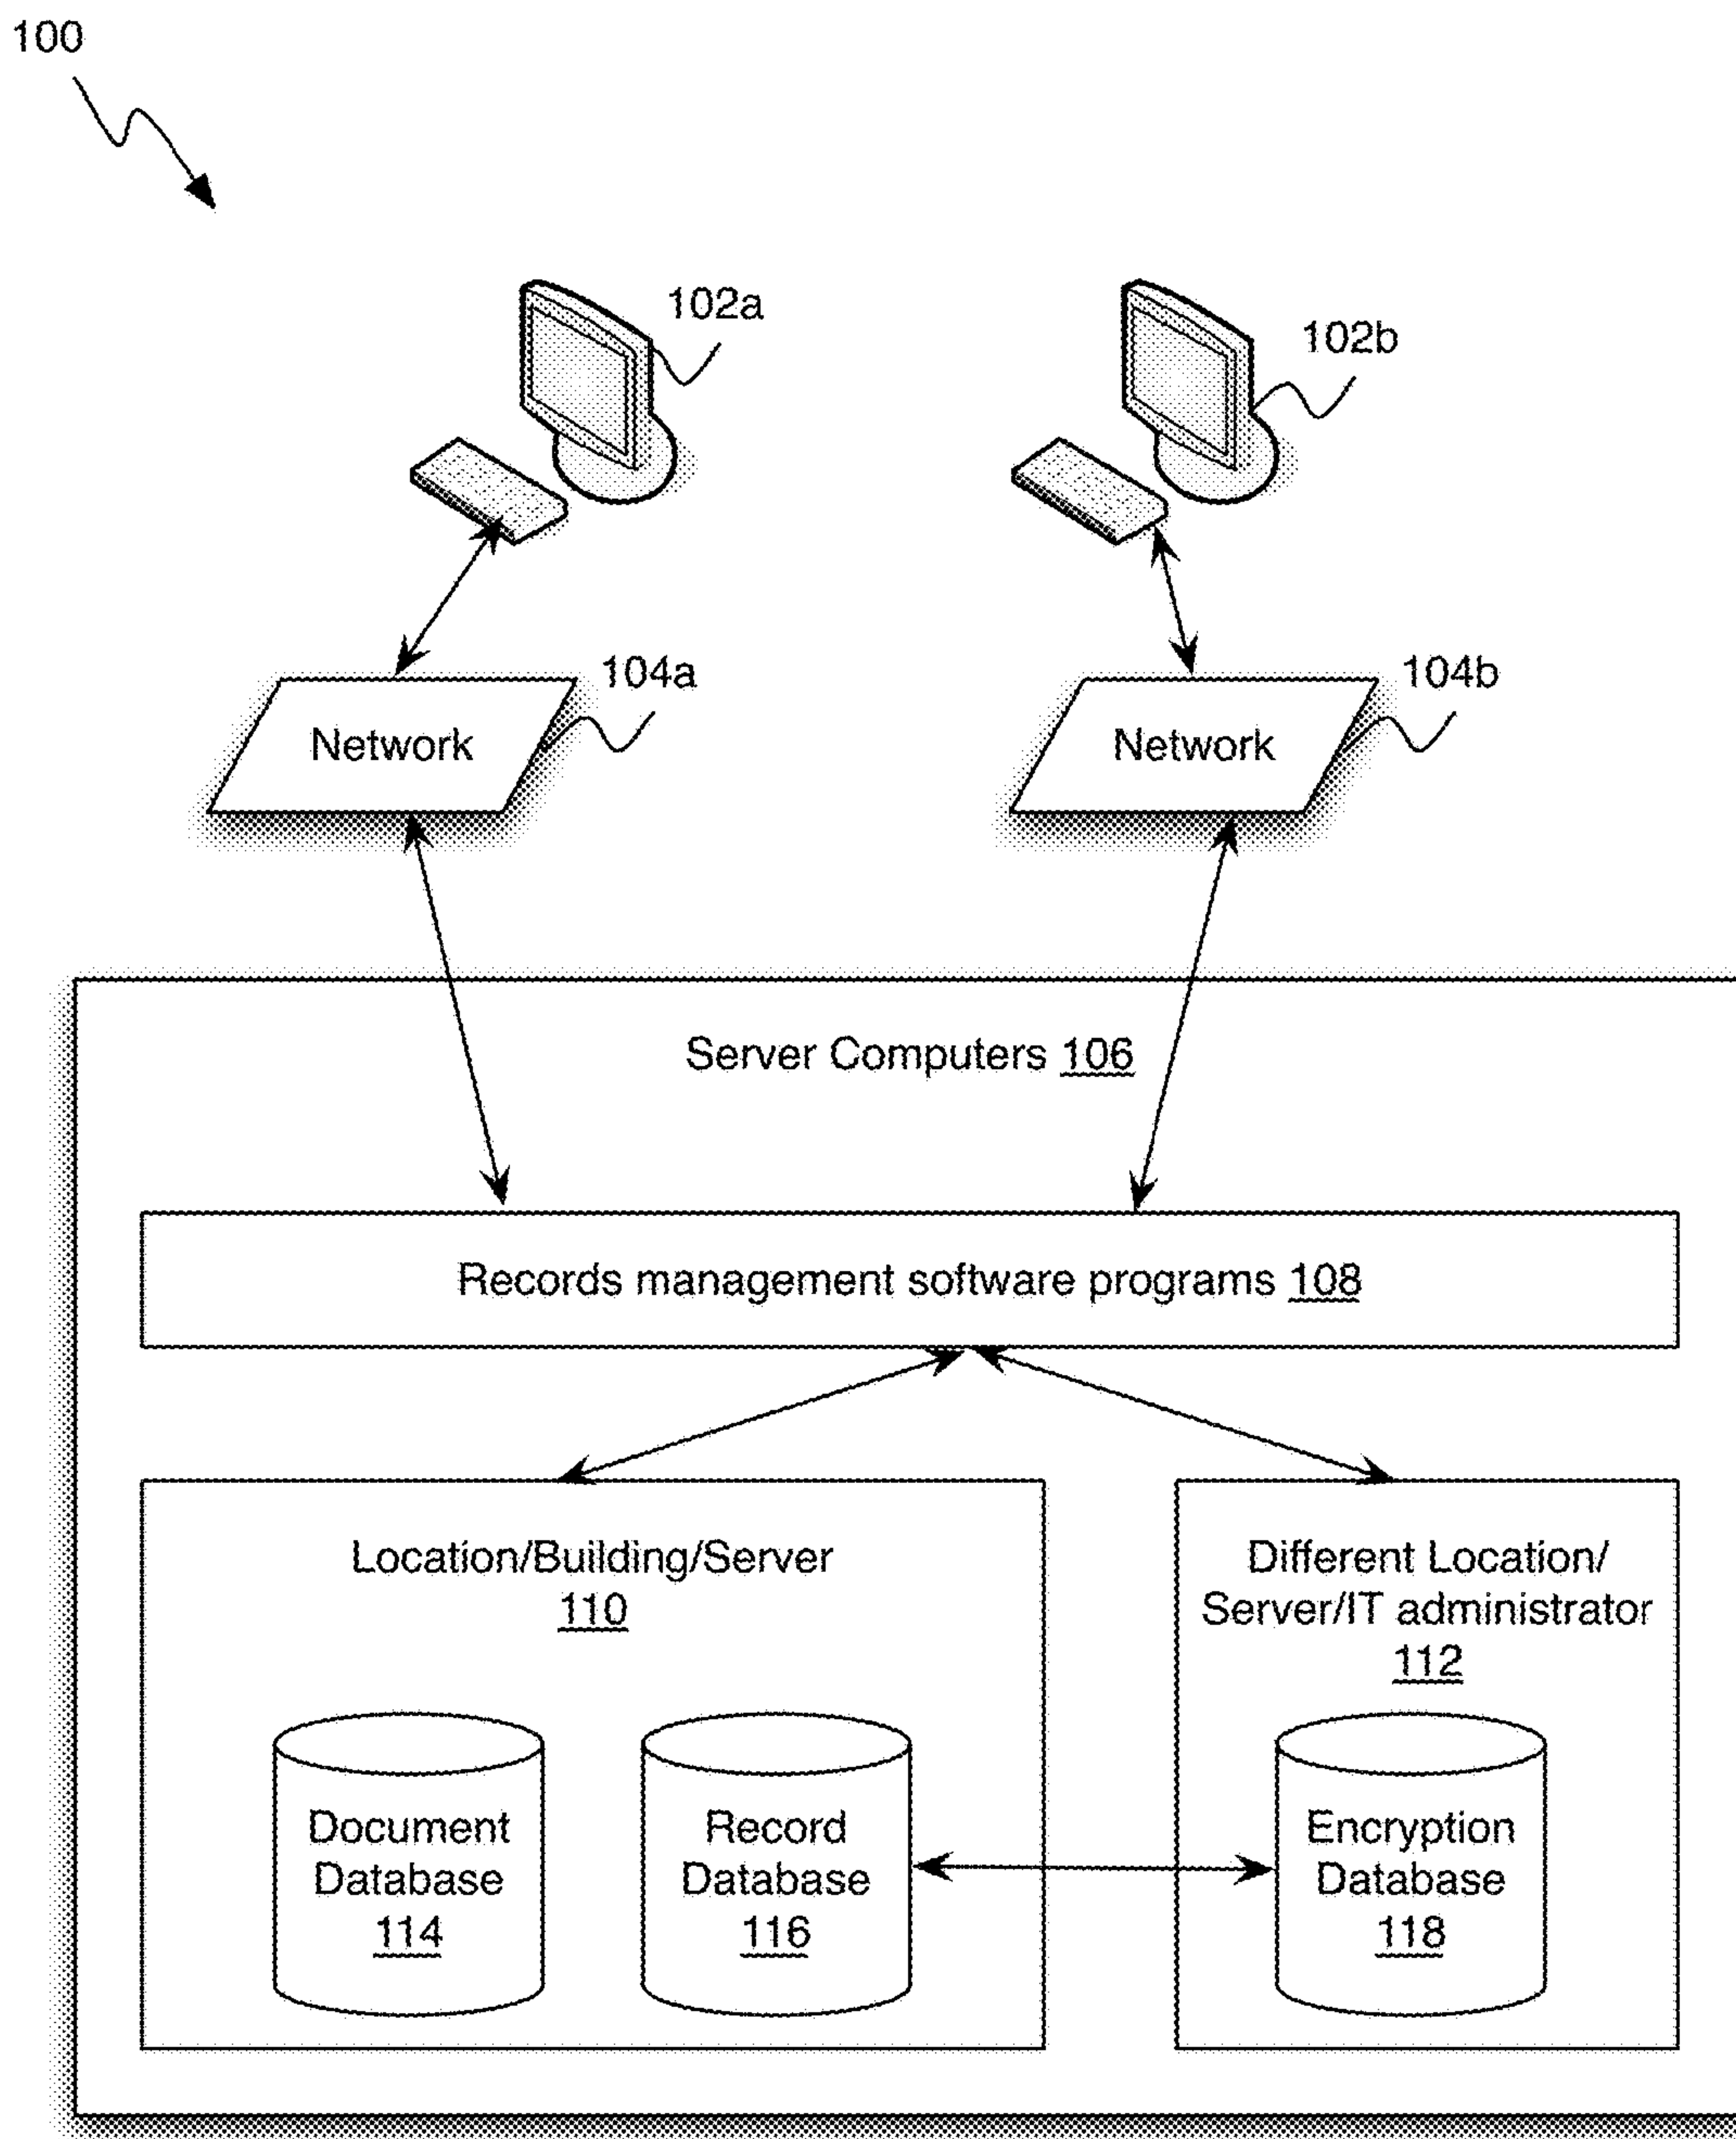 100
102a
102b
104a
104b
Network
Network
Server Computers 106
Records management software programs 108
Location/Building/Server
110
Different Location/
Server/IT administrator
112
Document
Database
114
Record
Database
116
Encryption
Database
118